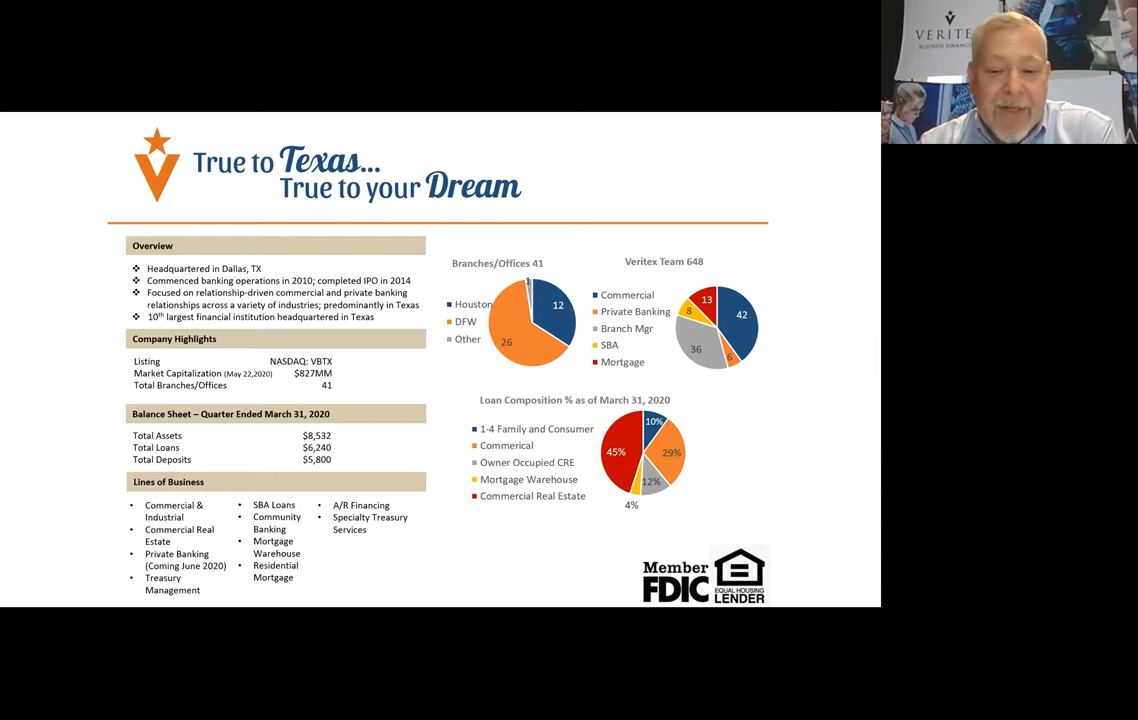 VERITE
BUSINESS FINANC
True to Texas...
True to your Dream
Overview
❖ Headquartered in Dallas, TX
❖ Commenced banking operations in 2010; completed IPO in 2014
❖ Focused on relationship-driven commercial and private banking
relationships across a variety of industries; predominantly in Texas
❖ 10th largest financial institution headquartered in Texas
Company Highlights
Listing NASDAQ: VBTX
Market Capitalization (May 22,2020) $827MM
Total Branches/Offices 41
Balance Sheet – Quarter Ended March 31, 2020
Total Assets $8,532
Total Loans $6,240
Total Deposits $5,800
Lines of Business
• Commercial &
Industrial
• Commercial Real
Estate
• Private Banking
(Coming June 2020)
• Treasury
Management
• SBA Loans
• Community
Banking
• Mortgage
Warehouse
• Residential
Mortgage
• A/R Financing
• Specialty Treasury
Services
Branches/Offices 41
Houston
DFW
Other
1
12
26
Veritex Team 648
Commercial
Private Banking
Branch Mgr
SBA
Mortgage
13
42
8
36
6
Loan Composition % as of March 31, 2020
1-4 Family and Consumer
Commerical
Owner Occupied CRE
Mortgage Warehouse
Commercial Real Estate
10%
45%
29%
12%
4%
Member
FDIC
EQUAL HOUSING
LENDER